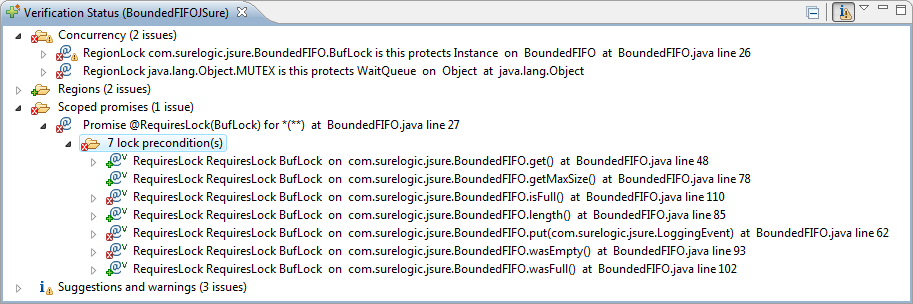 Verification Status (BoundedFIFOJSure)
Concurrency (2 issues)
RegionLock com.surelogic.jsure.BoundedFIFO.BufLock is this protects Instance on BoundedFIFO at BoundedFIFO.java line 26
RegionLock java.lang.Object.MUTEX is this protects WaitQueue on Object at java.lang.Object
Regions (2 issues)
Scoped promises (1 issue)
Promise @RequiresLock(BufLock) for *(**) at BoundedFIFO.java line 27
7 lock precondition(s)
RequiresLock RequiresLock BufLock on com.surelogic.jsure.BoundedFIFO.get() at BoundedFIFO.java line 48
RequiresLock RequiresLock BufLock on com.surelogic.jsure.BoundedFIFO.getMaxSize() at BoundedFIFO.java line 78
RequiresLock RequiresLock BufLock on com.surelogic.jsure.BoundedFIFO.isFull() at BoundedFIFO.java line 110
RequiresLock RequiresLock BufLock on com.surelogic.jsure.BoundedFIFO.length() at BoundedFIFO.java line 85
RequiresLock RequiresLock BufLock on com.surelogic.jsure.BoundedFIFO.put(com.surelogic.jsure.LoggingEvent) at BoundedFIFO.java line 62
RequiresLock RequiresLock BufLock on com.surelogic.jsure.BoundedFIFO.wasEmpty() at BoundedFIFO.java line 93
RequiresLock RequiresLock BufLock on com.surelogic.jsure.BoundedFIFO.wasFull() at BoundedFIFO.java line 102
Suggestions and warnings (3 issues)